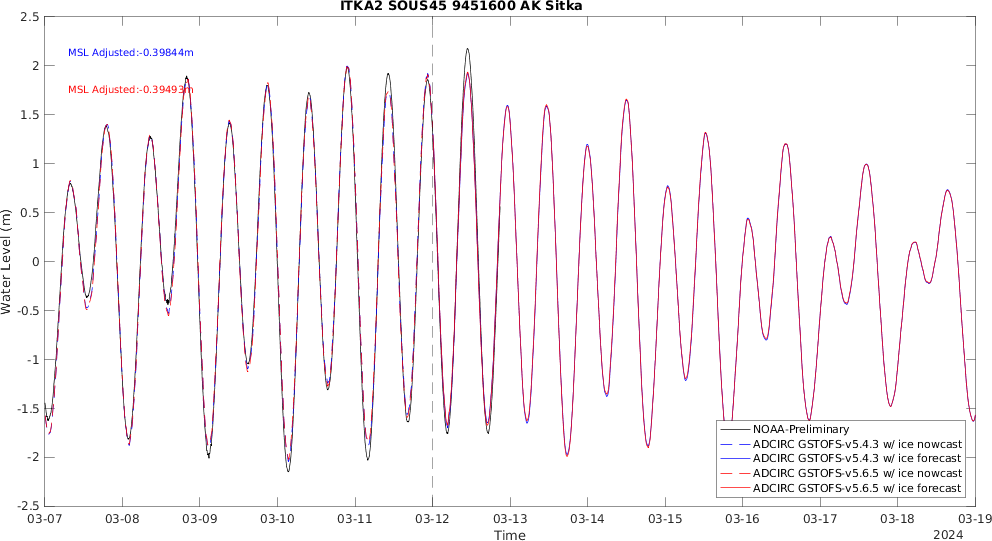 ITKA2 SOUS45 9451600 AK Sitka
MSL Adjusted:-0.39844m
MSL Adjusted:-0.39493m
Water Level (m)
2.5
2
1.5
1
0.5
0
-0.5
-1
-1.5
-2
-2.5
NOAA-Preliminary
ADCIRC GSTOFS-v5.4.3 w/ ice nowcast
ADCIRC GSTOFS-v5.4.3 w/ ice forecast
ADCIRC GSTOFS-v5.6.5 w/ ice nowcast
ADCIRC GSTOFS-v5.6.5 w/ ice forecast
03-07 03-08 03-09 03-10 03-11 03-12 03-13 03-14 03-15 03-16 03-17 03-18 03-19
Time
2024